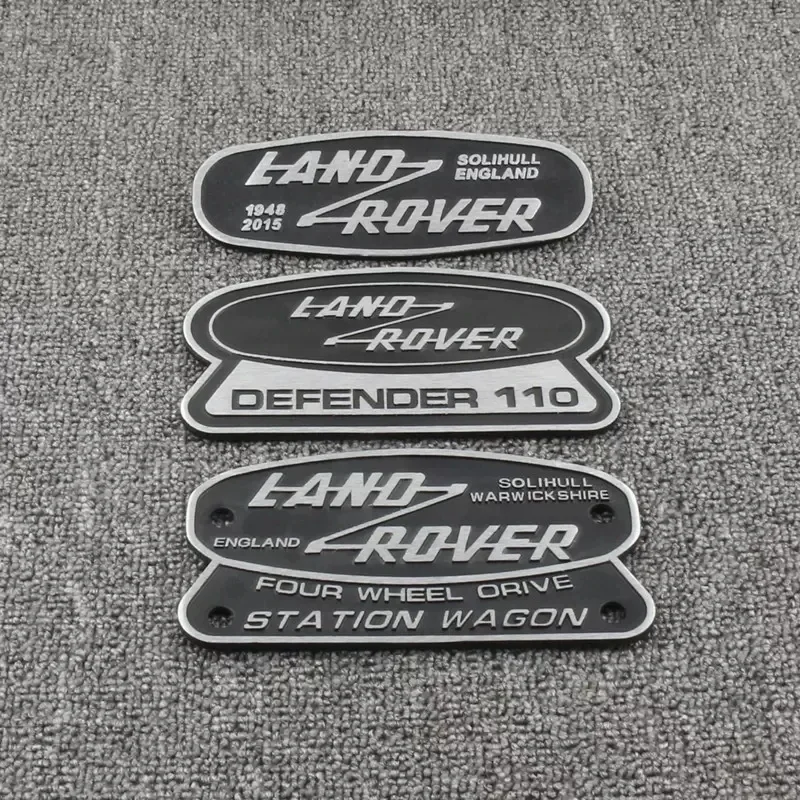 LAND
SOLIHULL
ENGLAND
1948
2015
ROVER
LAND
ROVER
DEFENDER 110
LAND
SOLIHULL
WARWICKSHIRE
ENGLAND
ROVER
FOUR WHEEL DRIVE
STATION WAGON